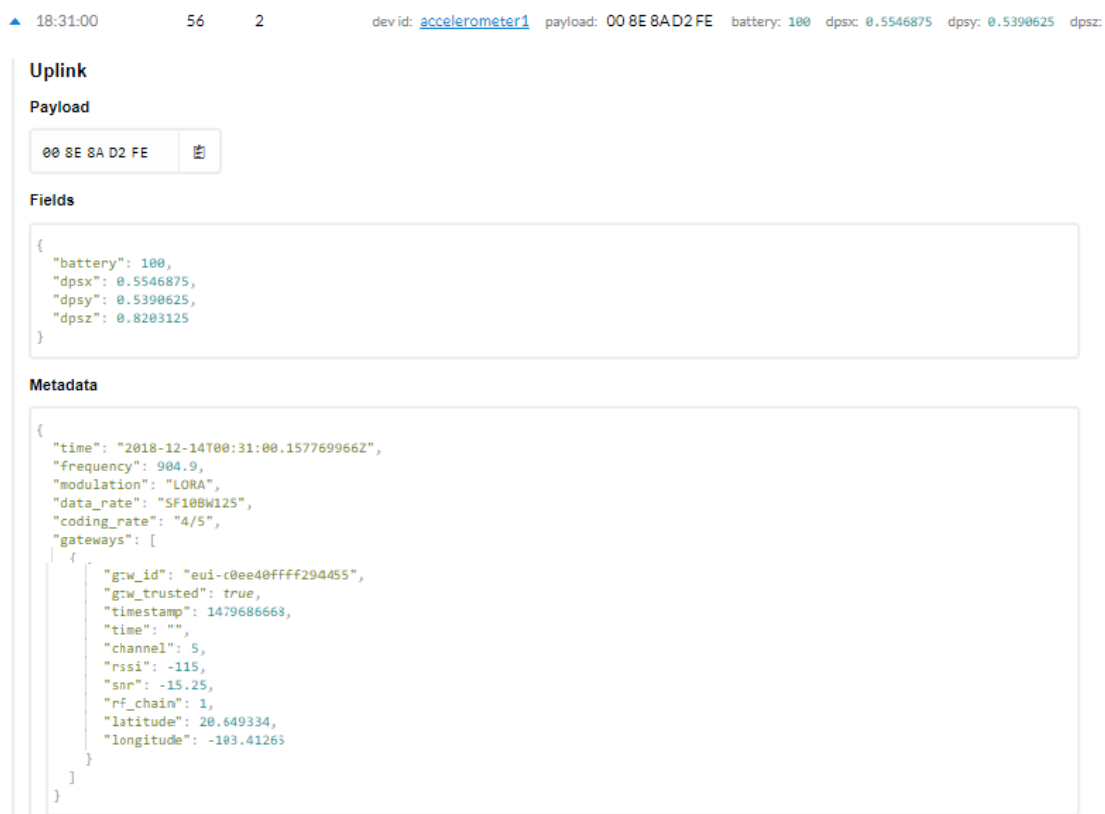 18:31:00 56 2 dev id: accelerometer1 payload: 00 8E 8A D2 FE battery: 100 dpsx: 0.5546875 dpsy: 0.5390625 dpsz:
Uplink
Payload
00 8E 8A D2 FE
Fields
{
"battery": 100,
"dpsx": 0.5546875,
"dpsy": 0.5390625,
"dpsz": 0.8203125
}
Metadata
{
"time": "2018-12-14T00:31:00.157769966Z",
"frequency": 904.9,
"modulation": "LORA",
"data_rate": "SF10BW125",
"coding_rate": "4/5",
"gateways": [
{
"gtw_id": "eui-c0ee40ffff294455",
"gtw_trusted": true,
"timestamp": 1479686668,
"time": "",
"channel": 5,
"rssi": -115,
"snr": -15.25,
"rf_chain": 1,
"latitude": 20.649334,
"longitude": -103.41265
}
]
}